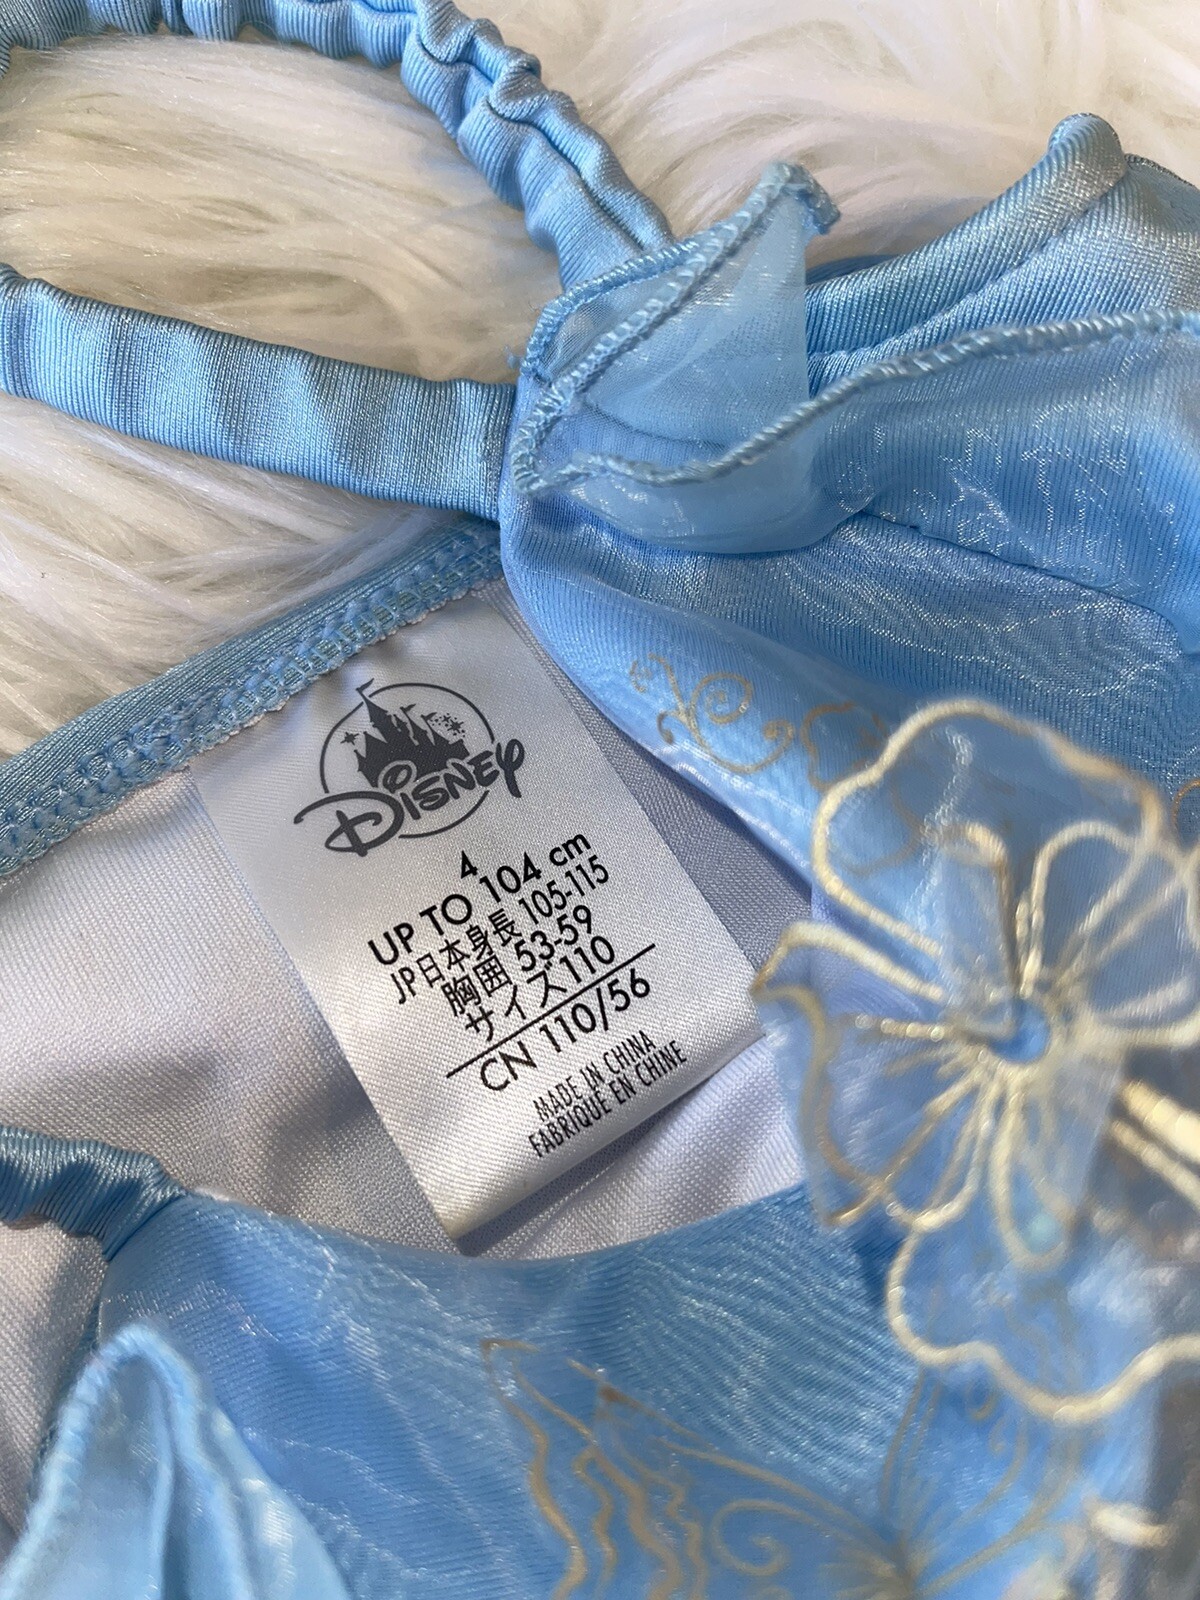 Disney
4
UP TO 104 cm
JP日本身長 105-115
胸囲 53-59
サイズ110
CN 110/56
MADE IN CHINA
FABRIQUÉ EN CHINE